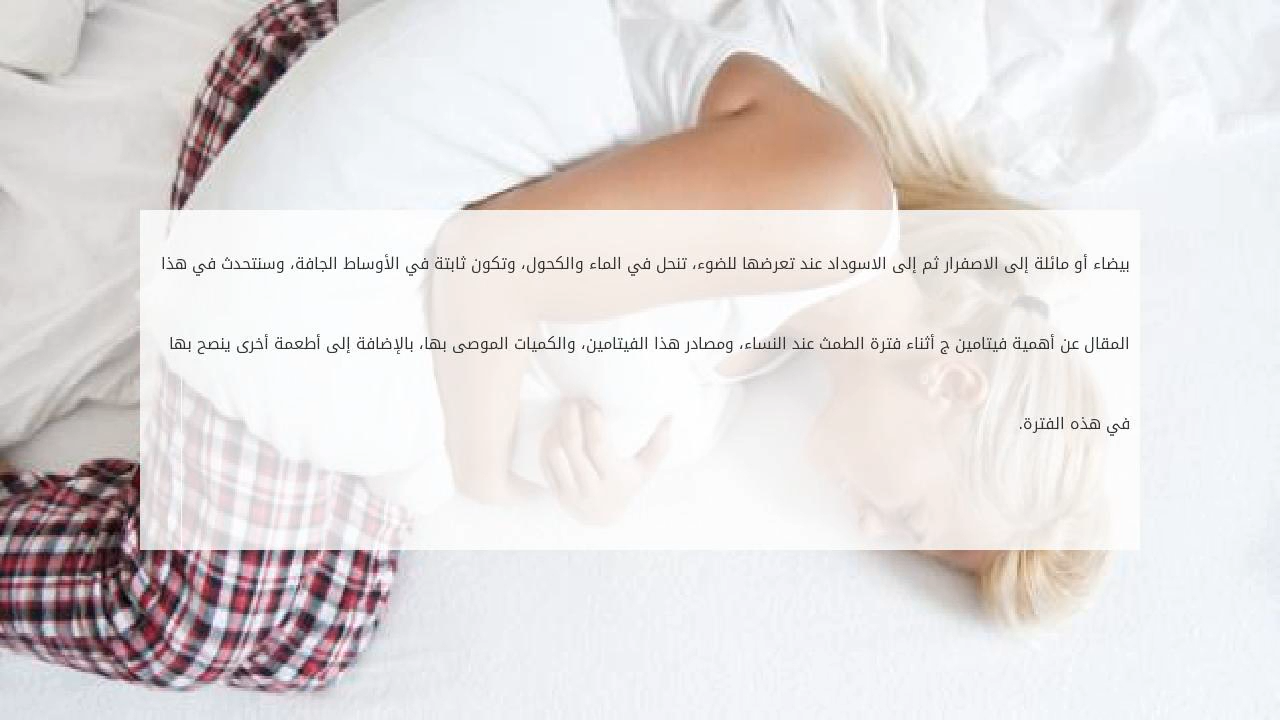 بيضاء أو مائلة إلى الاصفرار ثم إلى الاسوداد عند تعرضها للضوء، تنحل في الماء والكحول، وتكون ثابتة في الأوساط الجافة، وسنتحدث في هذا
المقال عن أهمية فيتامين ج أثناء فترة الطمث عند النساء، ومصادر هذا الفيتامين، والكميات الموصى بها، بالإضافة إلى أطعمة أخرى ينصح بها
في هذه الفترة.